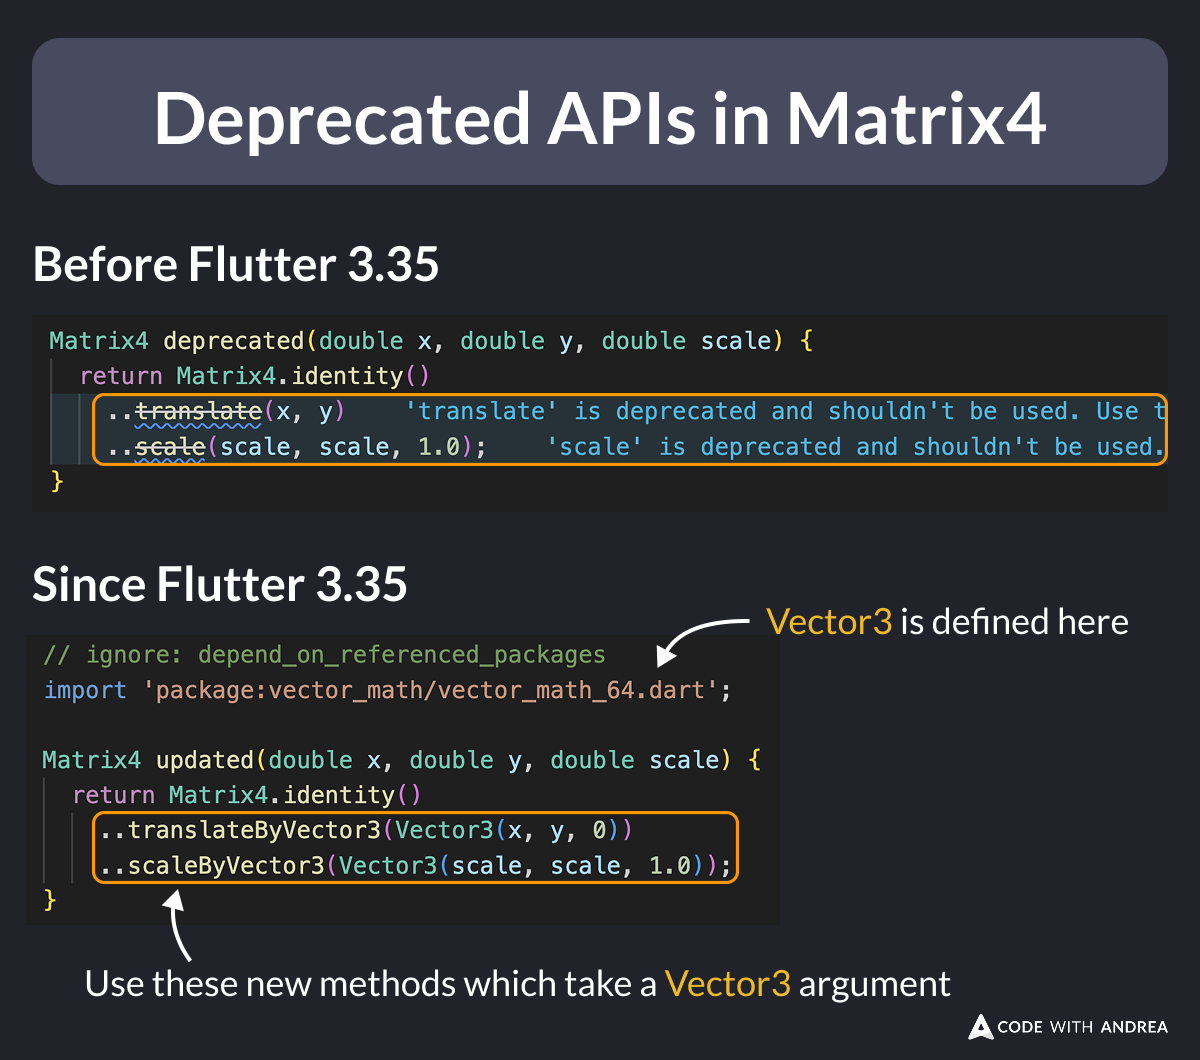 Deprecated APIs in Matrix4
Before Flutter 3.35
Matrix4 deprecated(double x, double y, double scale) {
return Matrix4.identity()
..translate(x, y) 'translate' is deprecated and shouldn't be used. Use t
..scale(scale, scale, 1.0); 'scale' is deprecated and shouldn't be used.
}
Since Flutter 3.35
Vector3 is defined here
// ignore: depend_on_referenced_packages
import 'package:vector_math/vector_math_64.dart';
Matrix4 updated(double x, double y, double scale) {
return Matrix4.identity()
..translateByVector3(Vector3(x, y, 0))
..scaleByVector3(Vector3(scale, scale, 1.0));
}
Use these new methods which take a Vector3 argument
CODE WITH ANDREA